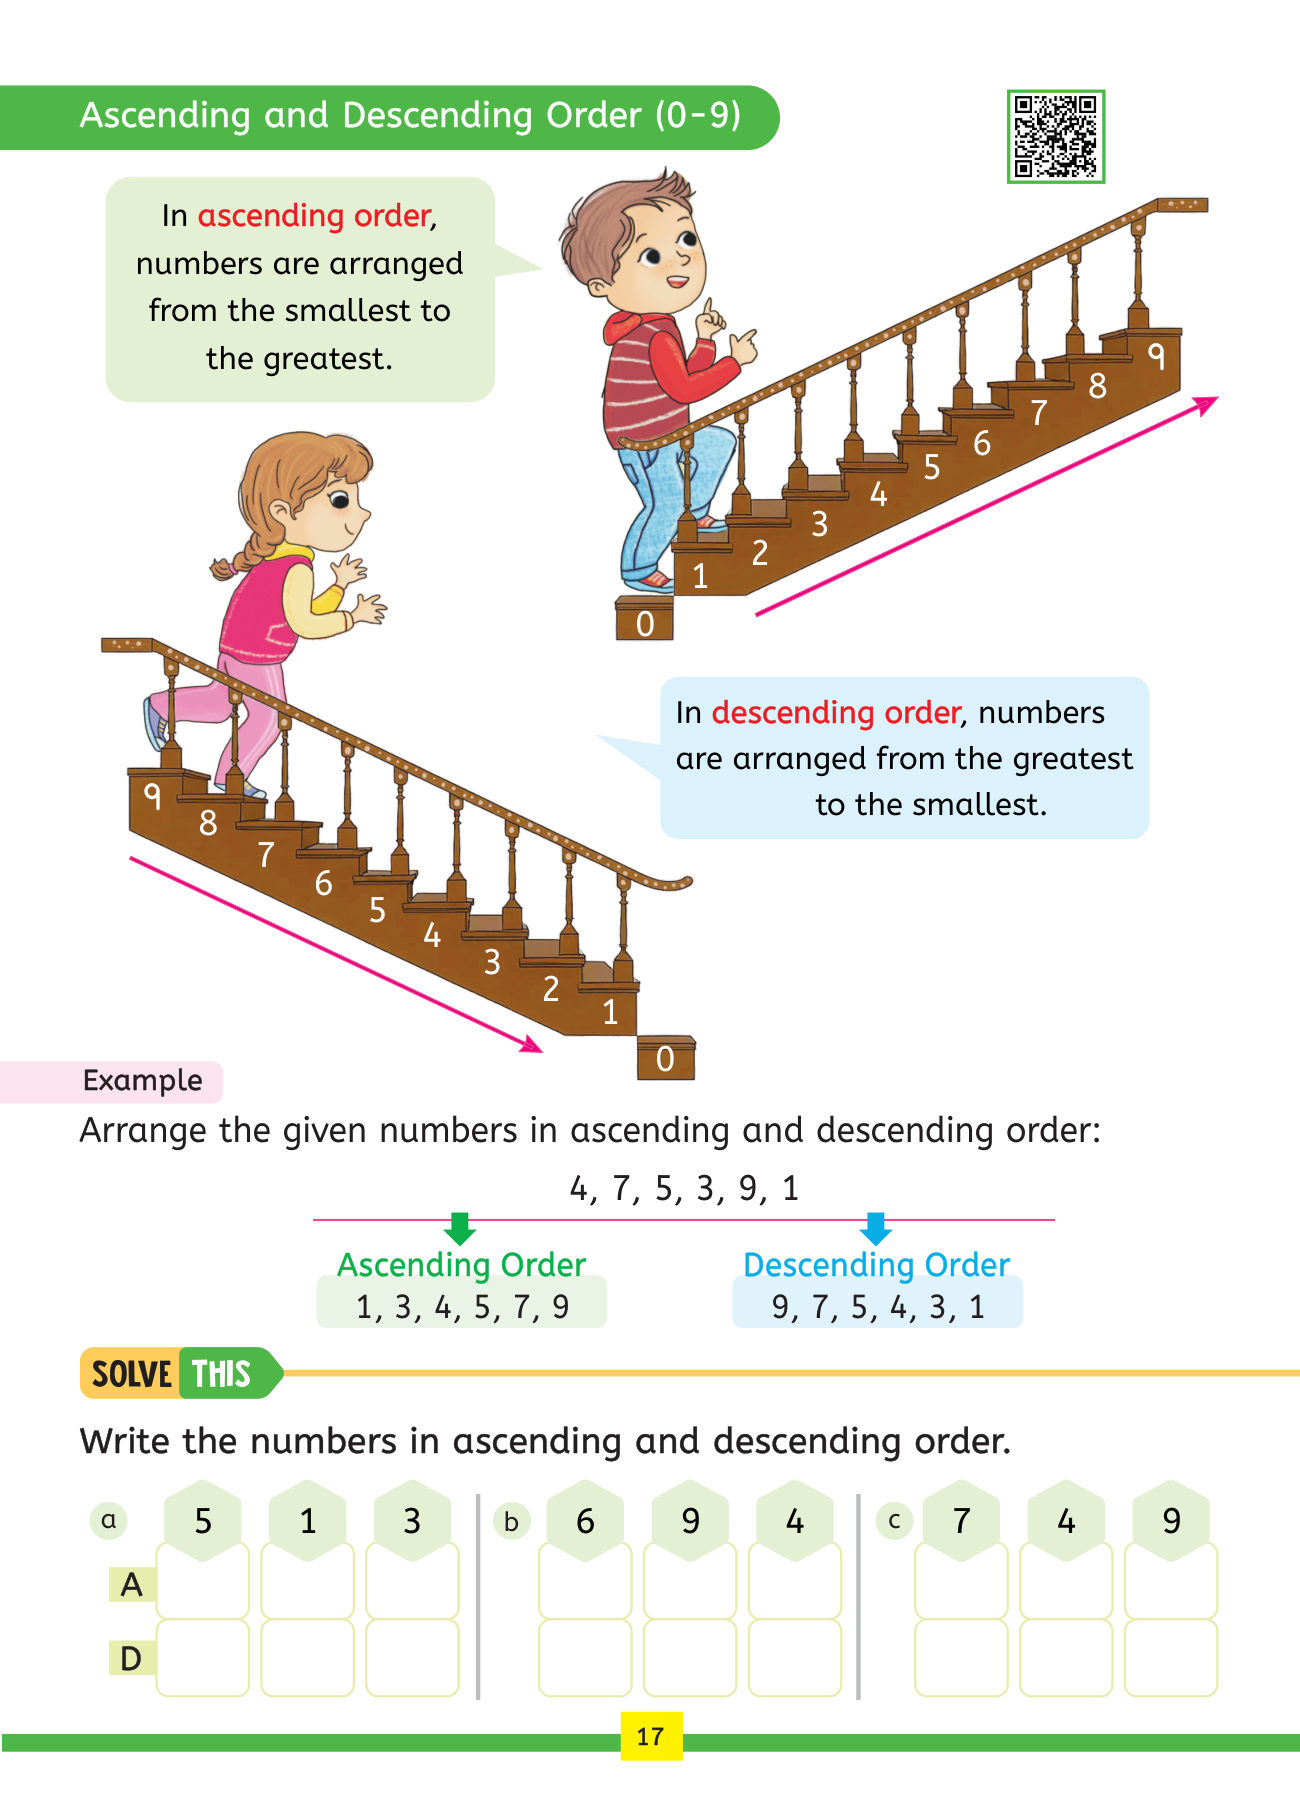 Ascending and Descending Order (0-9)
In ascending order,
numbers are arranged
from the smallest to
the greatest.
9
8
7
6
5
4
3
2
1
0
In descending order, numbers
are arranged from the greatest
to the smallest.
9
8
7
6
5
4
3
2
1
0
Example
Arrange the given numbers in ascending and descending order:
4, 7, 5, 3, 9, 1
Ascending Order Descending Order
1, 3, 4, 5, 7, 9 9, 7, 5, 4, 3, 1
SOLVE THIS
Write the numbers in ascending and descending order.
a 5 1 3 b 6 9 4 c 7 4 9
A
D
17